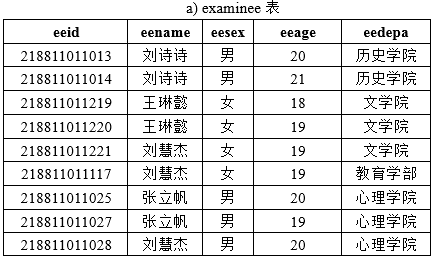 a) examinee 表
eeid eename eesex eeage eedepa
218811011013 刘诗诗 男 20 历史学院
218811011014 刘诗诗 男 21 历史学院
218811011219 王琳懿 女 18 文学院
218811011220 王琳懿 女 19 文学院
218811011221 刘慧杰 女 19 文学院
218811011117 刘慧杰 女 19 教育学部
218811011025 张立帆 男 20 心理学院
218811011027 张立帆 男 19 心理学院
218811011028 刘慧杰 男 20 心理学院